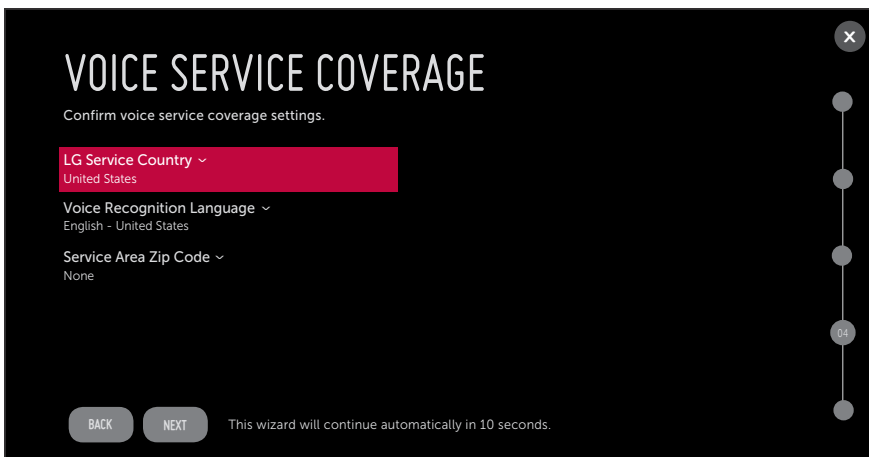 X
VOICE SERVICE COVERAGE
Confirm voice service coverage settings.
LG Service Country
United States
Voice Recognition Language
English - United States
Service Area Zip Code
None
04
BACK
NEXT
This wizard will continue automatically in 10 seconds.